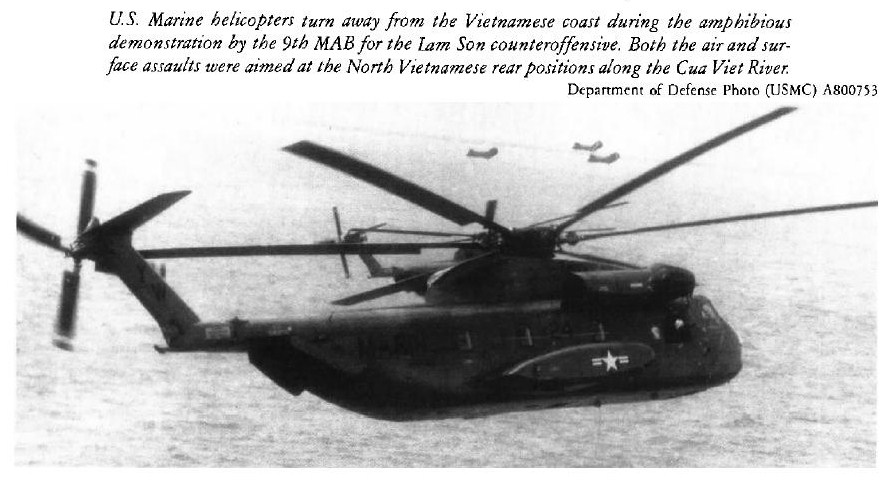 U.S. Marine helicopters turn away from the Vietnamese coast during the amphibious
demonstration by the 9th MAB for the Lam Son counteroffensive. Both the air and sur-
face assaults were aimed at the North Vietnamese rear positions along the Cua Viet River.
Department of Defense Photo (USMC) A800753